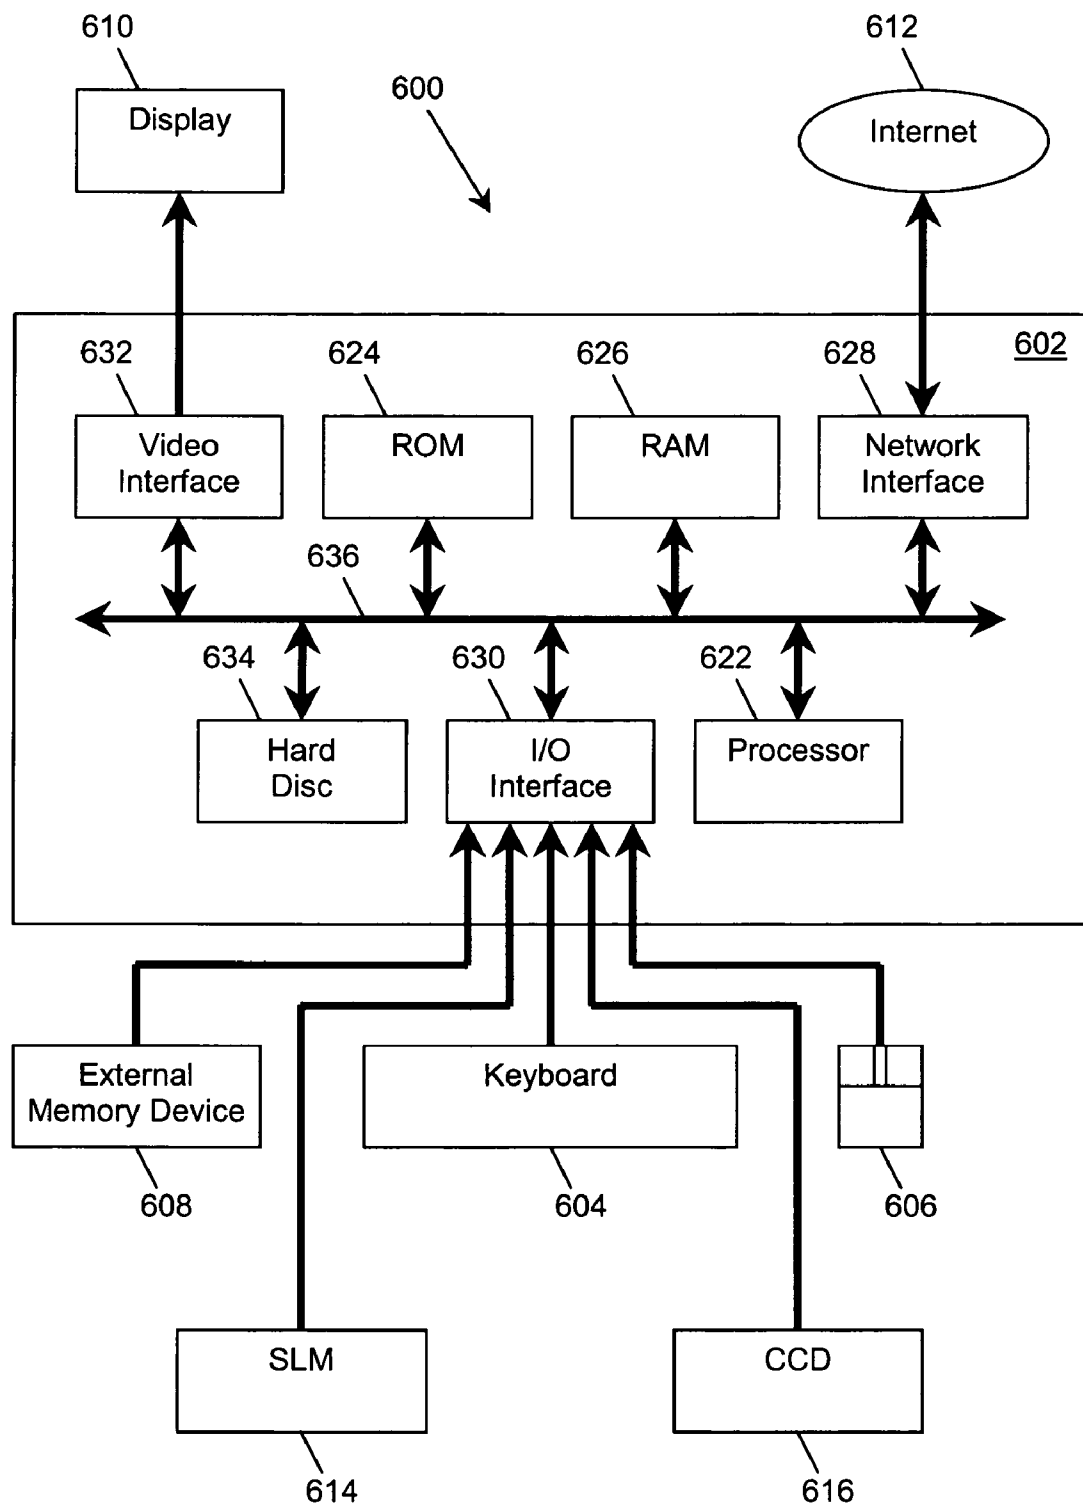 610
612
600
Display
Internet
602
632
624
626
628
Video
Interface
ROM
RAM
Network
Interface
636
634
630
622
Hard
Disc
I/O
Interface
Processor
External
Memory Device
Keyboard
608
604
606
SLM
CCD
614
616